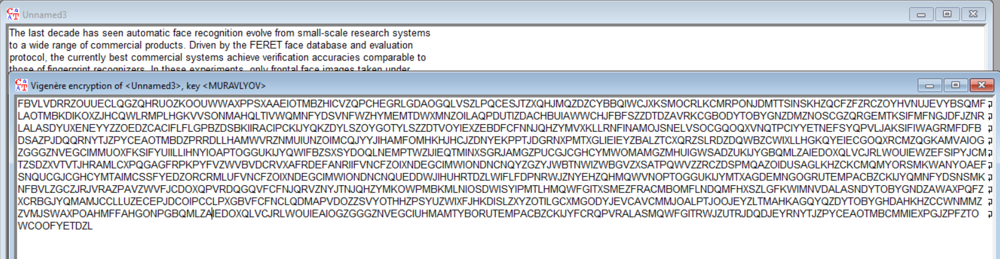 Unnamed3
The last decade has seen automatic face recognition evolve from small-scale research systems
to a wide range of commercial products. Driven by the FERET face database and evaluation
protocol, the currently best commercial systems achieve verification accuracies comparable to
those of fingerprint recognizers. In these experiments, only frontal face images taken under
Vigenère encryption of <Unnamed3>, key <MURAVLYOV>
FBVLVDRRZOUUECLQGZQHRUOZKOOUWWAXPPSXAAEIOTMBZHICVZQPCHEGRLGDAOGQLVSZLPQCESJTZXQHJMQZDZCYBBQIWCJXKSMOCRLKCMRPONJDMTTSINSKHZQCFZFZRCZOYHVNUJEVYBSQMF
LAOTMBKDIKOXZJHCQWLRMPLHGKVVSONMAHQLTIVWQMNFYDSVNFWZHYMEMTDWXMNZOILAQPDUTIZDACHBUIAWWCHJFBFSZZDTDZAVRKCGBODYTOBYGNZDMZNOSCGZQRGEMTKSIFMFNGJDFJZNR
LALASDYUXENEYYZZOEDZCACIFLFLGPBZDSBKIIRACIPCKIJYQKZDYLSZOYGOTYLSZZDTVOYIEXZEBDFCFNNJQHZYMVXKLLRNFINAMOJSNELVSOCGQOQXVNQTPCIYYETNEFSYQPVLJAKSIFIWAGRMFDFB
DSAZPJDQQRNYTJZPYCEAOTMBDZPRRDLLHAMWVRZNMUIUNZOIMCQJYYJIHAMFOMHKHJHCJZDNYEKPPTJDGRNXPMTXGLIEIEYZBALZTCXQRZSLRDZDQWBZCWIXLLHGKQYEIECGOQXRCMZQGKAMVAIOG
ZGGGZNVEGCIMMUOXFKSIFYUIILLIHNYIOAPTOGGUKIJYQWIFBZSXSYDOQLNEMPTWZIJIEQTMINXSGRJAMGZPUCGJCGHCYMWOMAMGZMHUIGWSADZUKIJYGBQMLZAIEDOXQLVCJRLWOUIEWZEFSIPYJCM
TZSDZXVTVTJHRAMLCXPQGAGFRPKPYFVZWVBVDCRVXAFRDEFANRIIFVNCFZOIXNDEGCIMWIONDNCNQYZGZYJWBTNWIZWBGVZXSATPQWVZZRCZDSPMQAZOIDUSAGLKHZCKCMQMYORSMKWANYOAEF
SNQUCGJCGHCYMTAIMCSSFYEDZORCRMLUFVNCFZOIXNDEGCIMWIONDNCNQUEDDWJIHUHRTDZLWIFLFDPNRWJZNYEHZQHMQWVNOPTOGGUKIJYMTXAGDEMNGOGRUTEMPACBZCKIJYQMNFYDSNSMK
NFBVLZGCZJRJVRAZPAVZWVFJCDOXQPVRDQGQVFCFNJQRVZNYJTNJQHZYMKOWPMBKMLNIOSDWISYIPMTLHMQWFGITXSMEZFRACMBOMFLNDQMFHXSZLGFKWIMNVDALASNDYTOBYGNDZAWAXPQFZ
XCRBGJYQMAMJCCLLUZECEPJDCOIPCCLPXGBVFCFNCLQDMAPVDOZZSVYOTHHZPSYUZWIXFJHKDISLZXYZOTILGCXMGODYJEVCAVCMMJOALPTJOOJEYZLTMAHKAGQYQZDYTOBYGHDAHKHZCCWNMMZ
ZVMJSWAXPOAHMFFAHGONPGBQMLZAIEDOXQLVCJRLWOUIEAIOGZGGGZNVEGCIUHMAMTYBORUTEMPACBZCKIJYFCRQPVRALASMQWFGITRWJZUTRJDQDJEYRNYTJZPYCEAOTMBCMMIEXPGJZPFZTO
WCOOFYETDZL